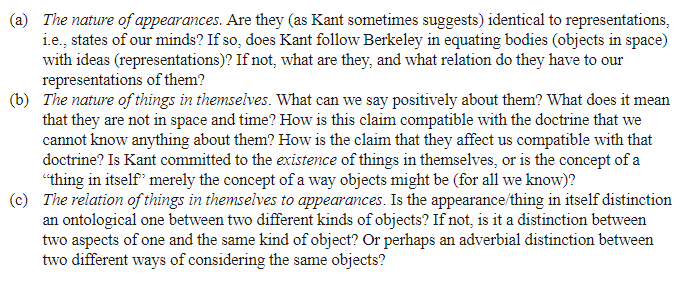 (a) The nature of appearances. Are they (as Kant sometimes suggests) identical to representations,
i.e., states of our minds? If so, does Kant follow Berkeley in equating bodies (objects in space)
with ideas (representations)? If not, what are they, and what relation do they have to our
representations of them?
(b) The nature of things in themselves. What can we say positively about them? What does it mean
that they are not in space and time? How is this claim compatible with the doctrine that we
cannot know anything about them? How is the claim that they affect us compatible with that
doctrine? Is Kant committed to the existence of things in themselves, or is the concept of a
“thing in itself” merely the concept of a way objects might be (for all we know)?
(c) The relation of things in themselves to appearances. Is the appearance/thing in itself distinction
an ontological one between two different kinds of objects? If not, is it a distinction between
two aspects of one and the same kind of object? Or perhaps an adverbial distinction between
two different ways of considering the same objects?